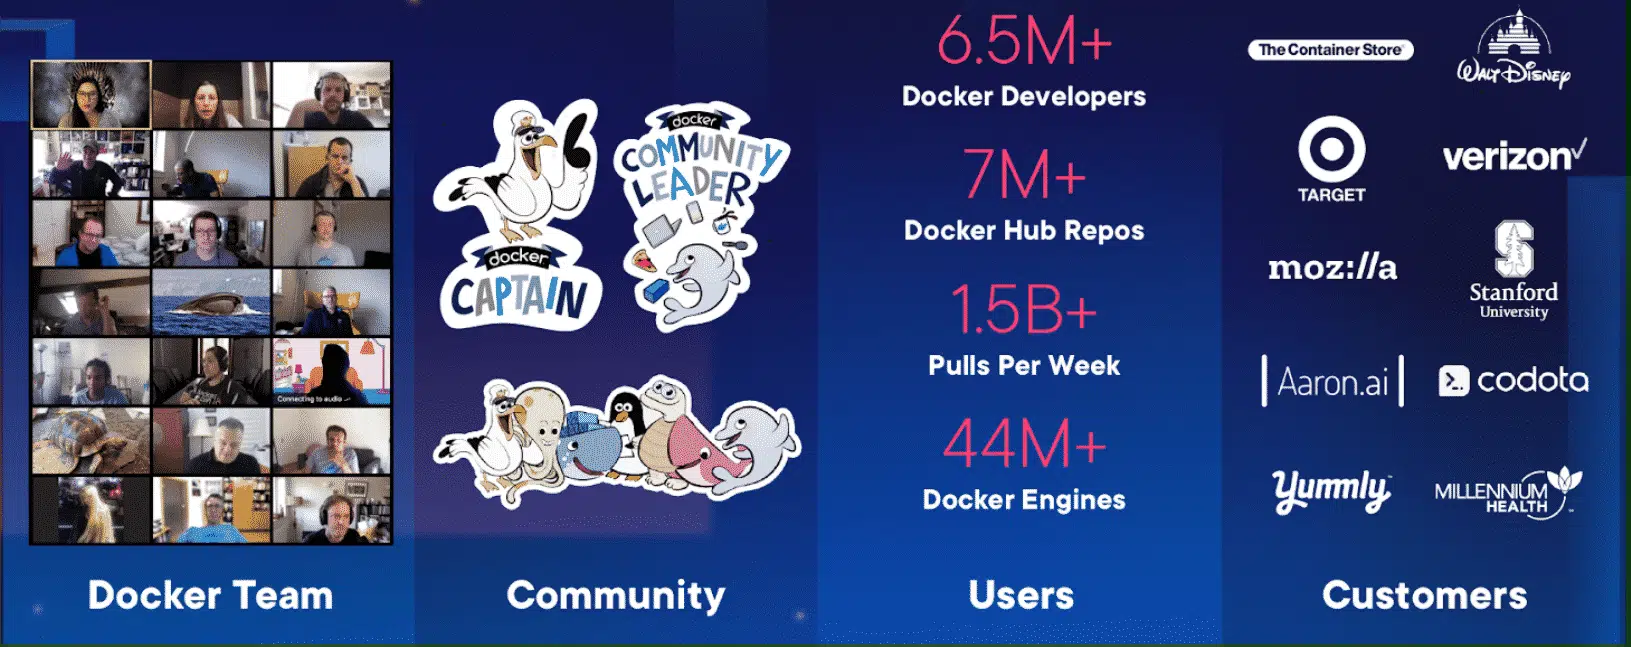 Connecting to audio
Docker Team
docker
CAPTAIN
docker
COMMUNITY
LEADER
Community
6.5M+
Docker Developers
7M+
Docker Hub Repos
1.5B+
Pulls Per Week
44M+
Docker Engines
Users
The Container Store
WALT DISNEY
TARGET
verizon✓
moz://a
Stanford
University
Aaron.ai
codota
Yummly™
MILLENNIUM
HEALTH
Customers